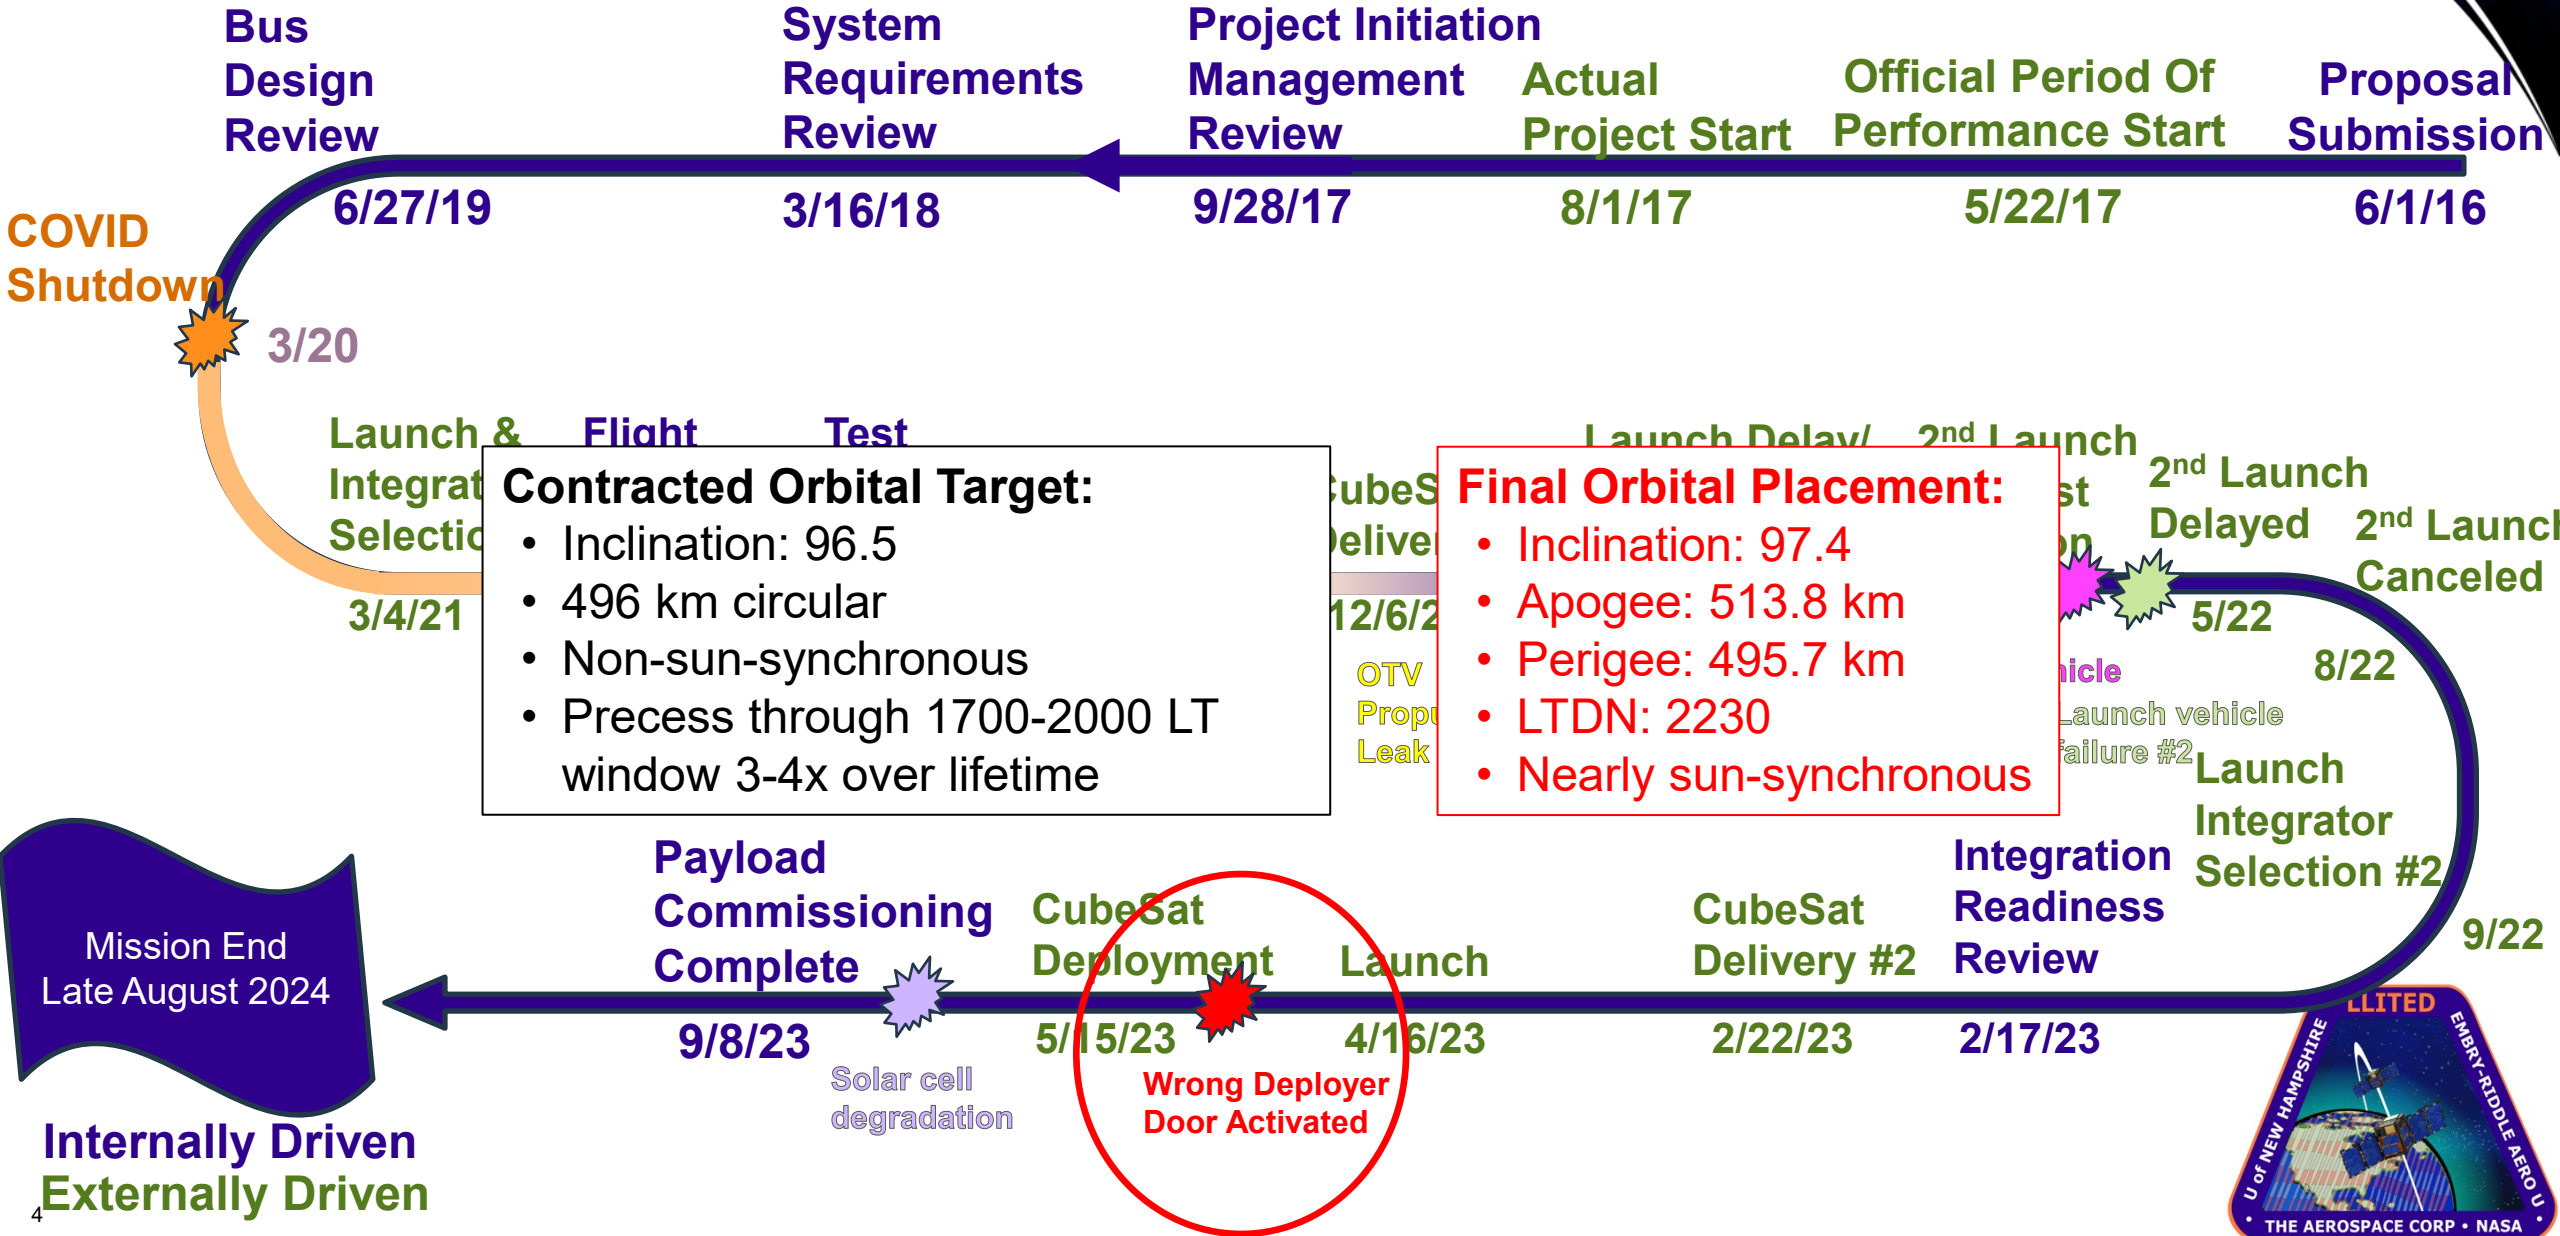 Bus
Design
Review
System
Requirements
Review
Project Initiation
Management
Review
Actual
Project Start
Official Period Of
Performance Start
Proposal
Submission
6/27/19
3/16/18
9/28/17
8/1/17
5/22/17
6/1/16
COVID
Shutdown
3/20
Launch &
Flight
Test
Launch Delay/
2nd Launch
2nd Launch
Delayed
2nd Launch
Canceled
3/4/21
5/22
8/22
Contracted Orbital Target:
• Inclination: 96.5
• 496 km circular
• Non-sun-synchronous
• Precess through 1700-2000 LT
window 3-4x over lifetime
OTV
Leak
Final Orbital Placement:
• Inclination: 97.4
• Apogee: 513.8 km
• Perigee: 495.7 km
• LTDN: 2230
• Nearly sun-synchronous
Launch vehicle
failure #2
Launch
Integrator
Selection #2
9/22
Payload
Commissioning
Complete
CubeSat
Deployment
Launch
CubeSat
Delivery #2
Integration
Readiness
Review
9/8/23
5/15/23
4/16/23
2/22/23
2/17/23
Solar cell
degradation
Wrong Deployer
Door Activated
Mission End
Late August 2024
Internally Driven
Externally Driven
4
LLITED
U of NEW HAMPSHIRE
EMBRY-RIDDLE AERO U
• THE AEROSPACE CORP • NASA •